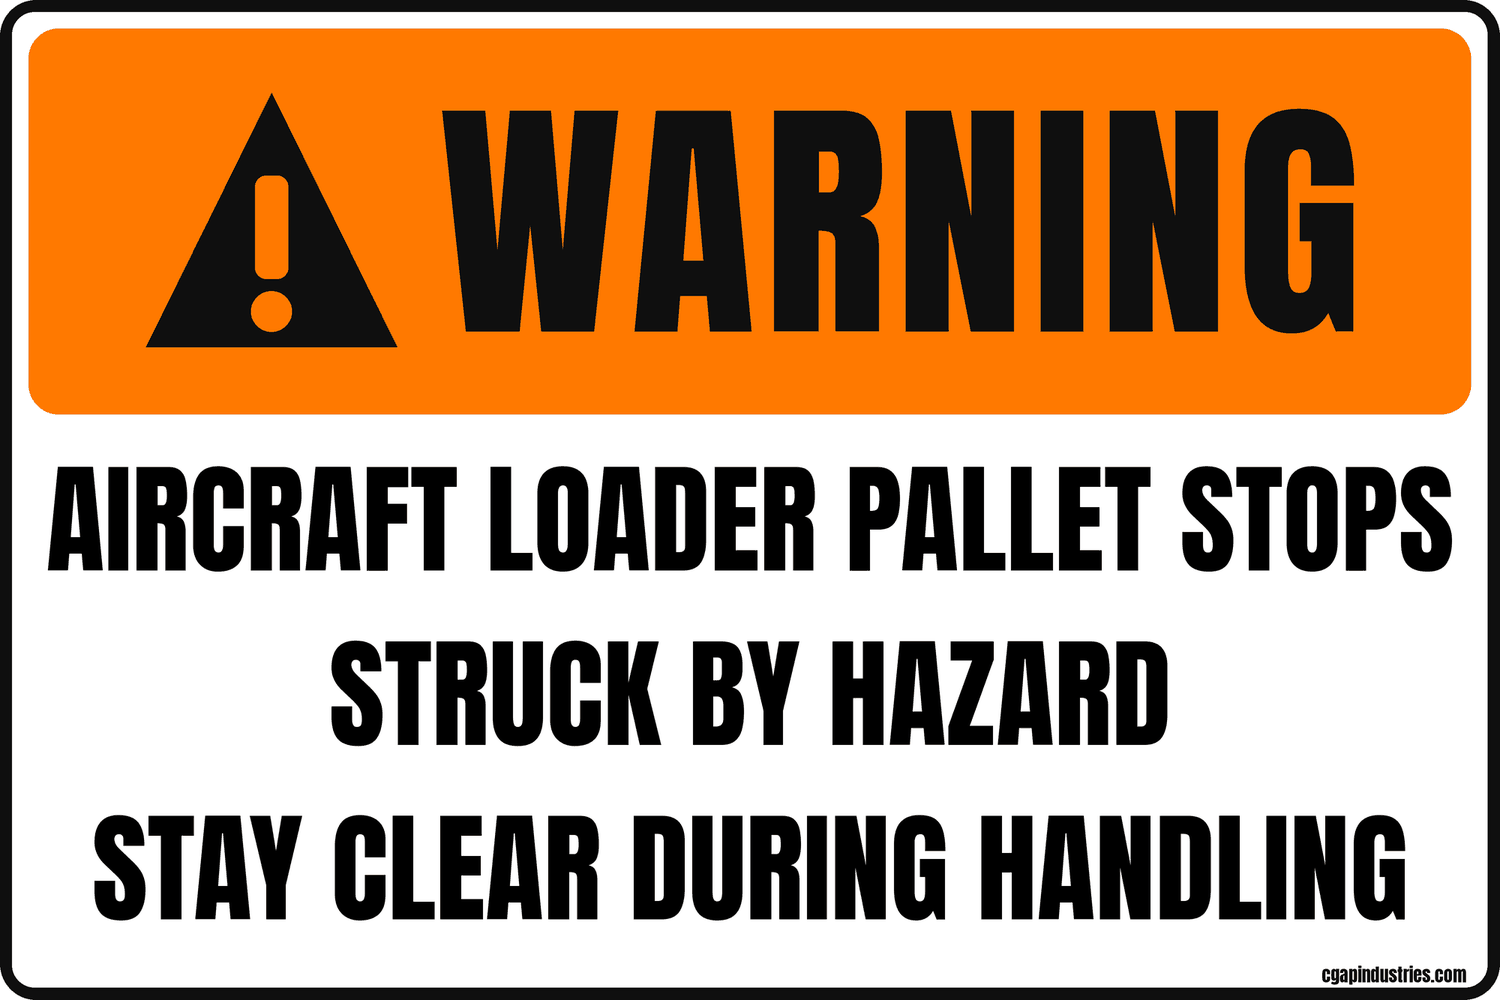 WARNING
AIRCRAFT LOADER PALLET STOPS
STRUCK BY HAZARD
STAY CLEAR DURING HANDLING
cgapindustries.com